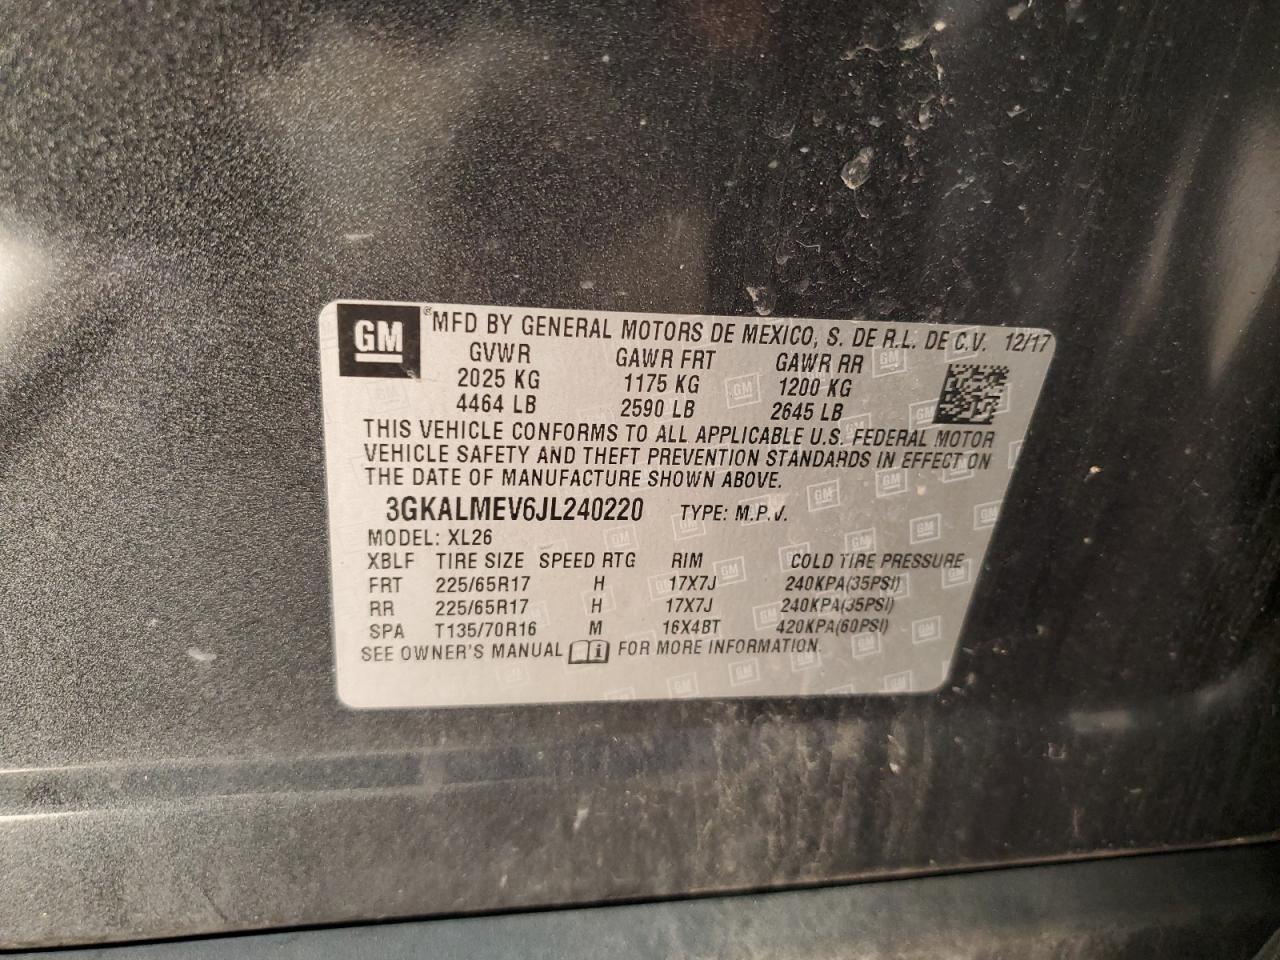 GM ® MFD BY GENERAL MOTORS DE MEXICO, S. DE R.L. DE C.V. 12/17
GVWR GAWR FRT GAWR RR
2025 KG 1175 KG 1200 KG
4464 LB 2590 LB 2645 LB
THIS VEHICLE CONFORMS TO ALL APPLICABLE U.S. FEDERAL MOTOR
VEHICLE SAFETY AND THEFT PREVENTION STANDARDS IN EFFECT ON
THE DATE OF MANUFACTURE SHOWN ABOVE.
3GKALMEV6JL240220 TYPE: M.P.V.
MODEL: XL26
XBLF TIRE SIZE SPEED RTG RIM COLD TIRE PRESSURE
FRT 225/65R17 H 17X7J 240KPA(35PSI)
RR 225/65R17 H 17X7J 240KPA(35PSI)
SPA T135/70R16 M 16X4BT 420KPA(60PSI)
SEE OWNER'S MANUAL i FOR MORE INFORMATION.